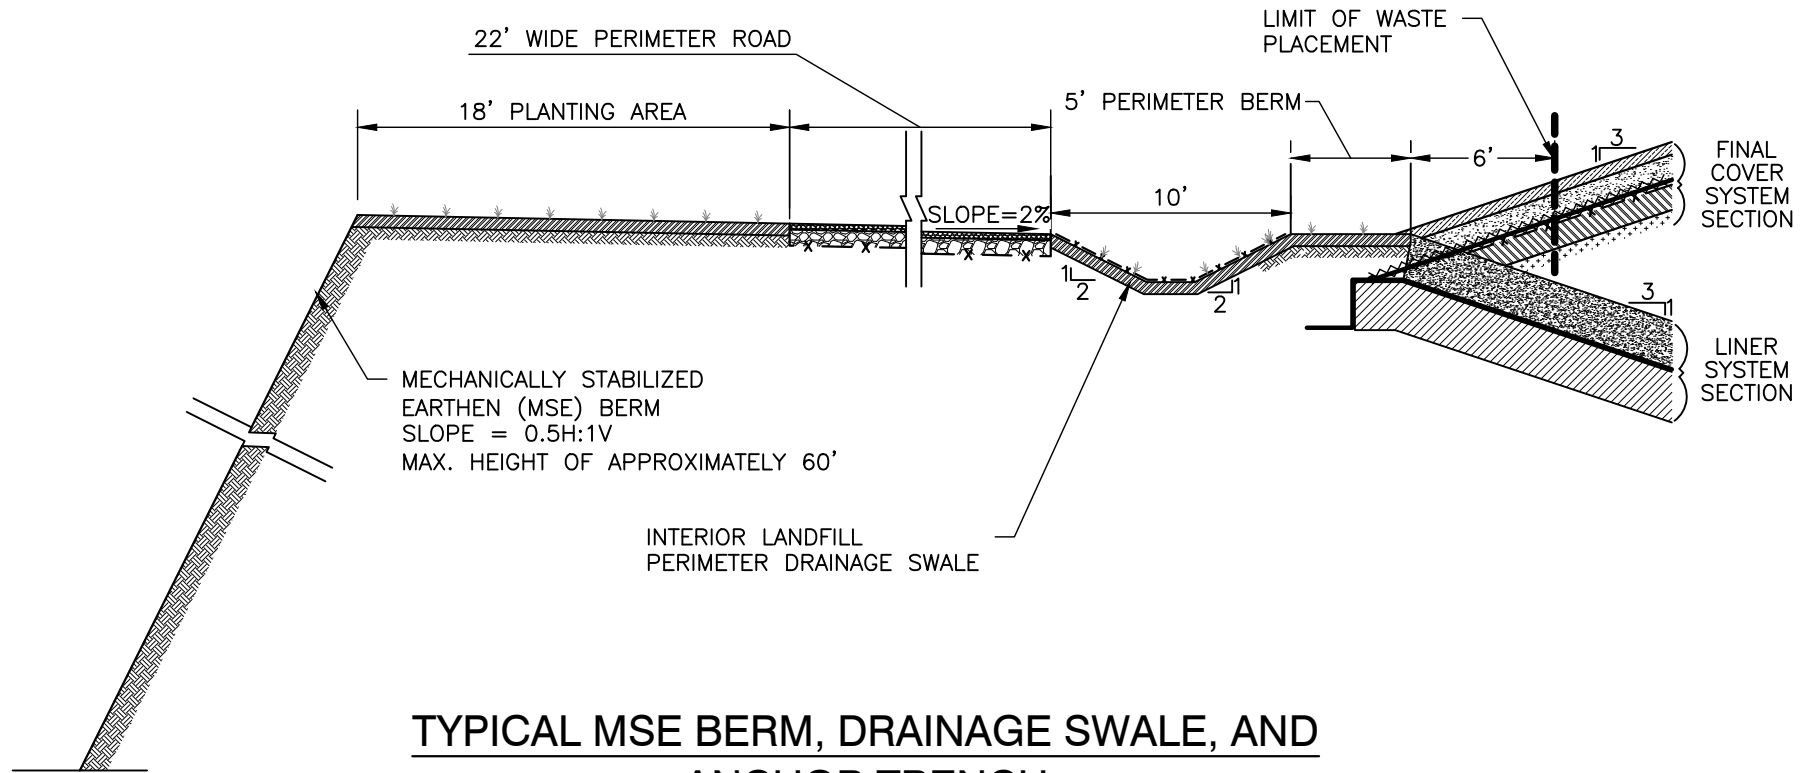 LIMIT OF WASTE
PLACEMENT
22' WIDE PERIMETER ROAD
18' PLANTING AREA
5' PERIMETER BERM
6'
1
3
FINAL
COVER
SYSTEM
SECTION
SLOPE=2%
10'
1
2
2
1
3
1
LINER
SYSTEM
SECTION
MECHANICALLY STABILIZED
EARTHEN (MSE) BERM
SLOPE = 0.5H:1V
MAX. HEIGHT OF APPROXIMATELY 60'
INTERIOR LANDFILL
PERIMETER DRAINAGE SWALE
TYPICAL MSE BERM, DRAINAGE SWALE, AND
ANCHOR TRENCH